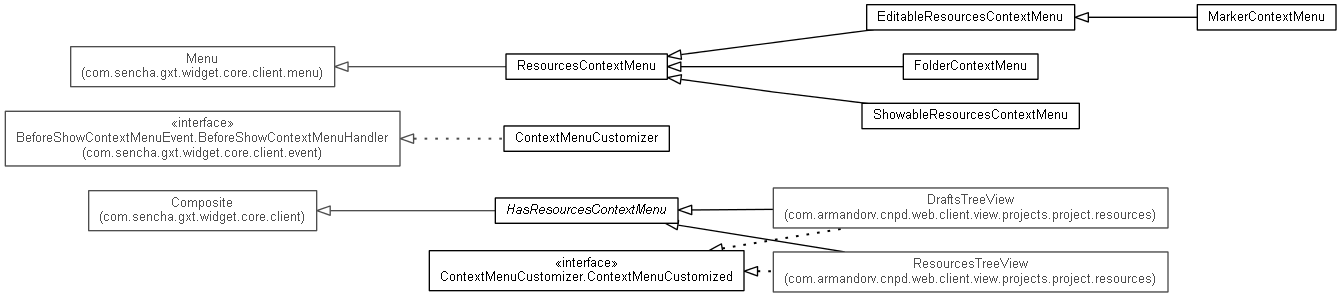 EditableResourcesContextMenu
MarkerContextMenu
Menu
(com.sencha.gxt.widget.core.client.menu)
ResourcesContextMenu
FolderContextMenu
ShowableResourcesContextMenu
«interface»
BeforeShowContextMenuEvent.BeforeShowContextMenuHandler
(com.sencha.gxt.widget.core.client.event)
ContextMenuCustomizer
Composite
(com.sencha.gxt.widget.core.client)
HasResourcesContextMenu
DraftsTreeView
(com.armandorv.cnpd.web.client.view.projects.project.resources)
«interface»
ContextMenuCustomizer.ContextMenuCustomized
ResourcesTreeView
(com.armandorv.cnpd.web.client.view.projects.project.resources)